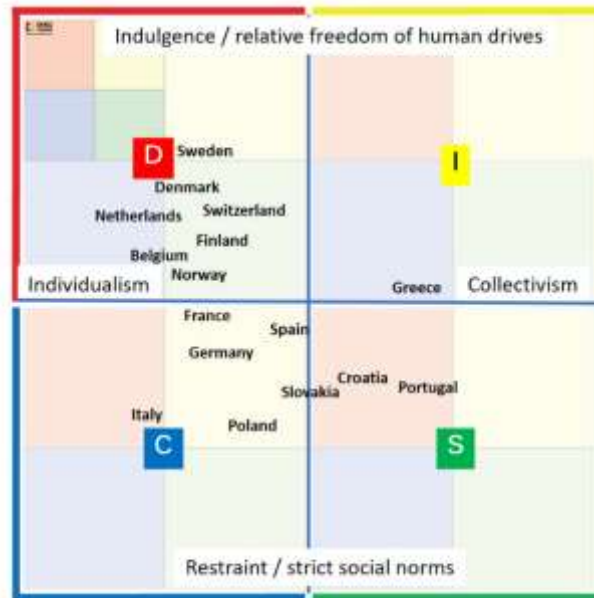 Indulgence / relative freedom of human drives
D
Sweden
I
Denmark
Netherlands
Switzerland
Finland
Belgium
Norway
Individualism
Greece
Collectivism
France
Spain
Germany
Croatia
Slovakia
Portugal
Italy
Poland
C
S
Restraint / strict social norms